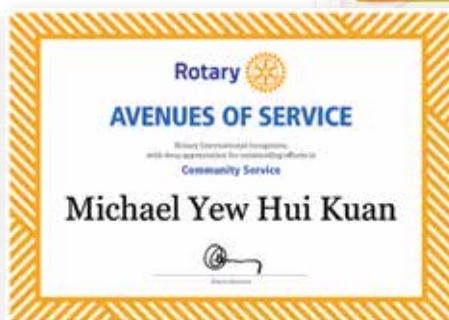 Rotary
AVENUES OF SERVICE
Rotary International recognizes,
with deep appreciation for outstanding efforts in
Community Service
Michael Yew Hui Kuan